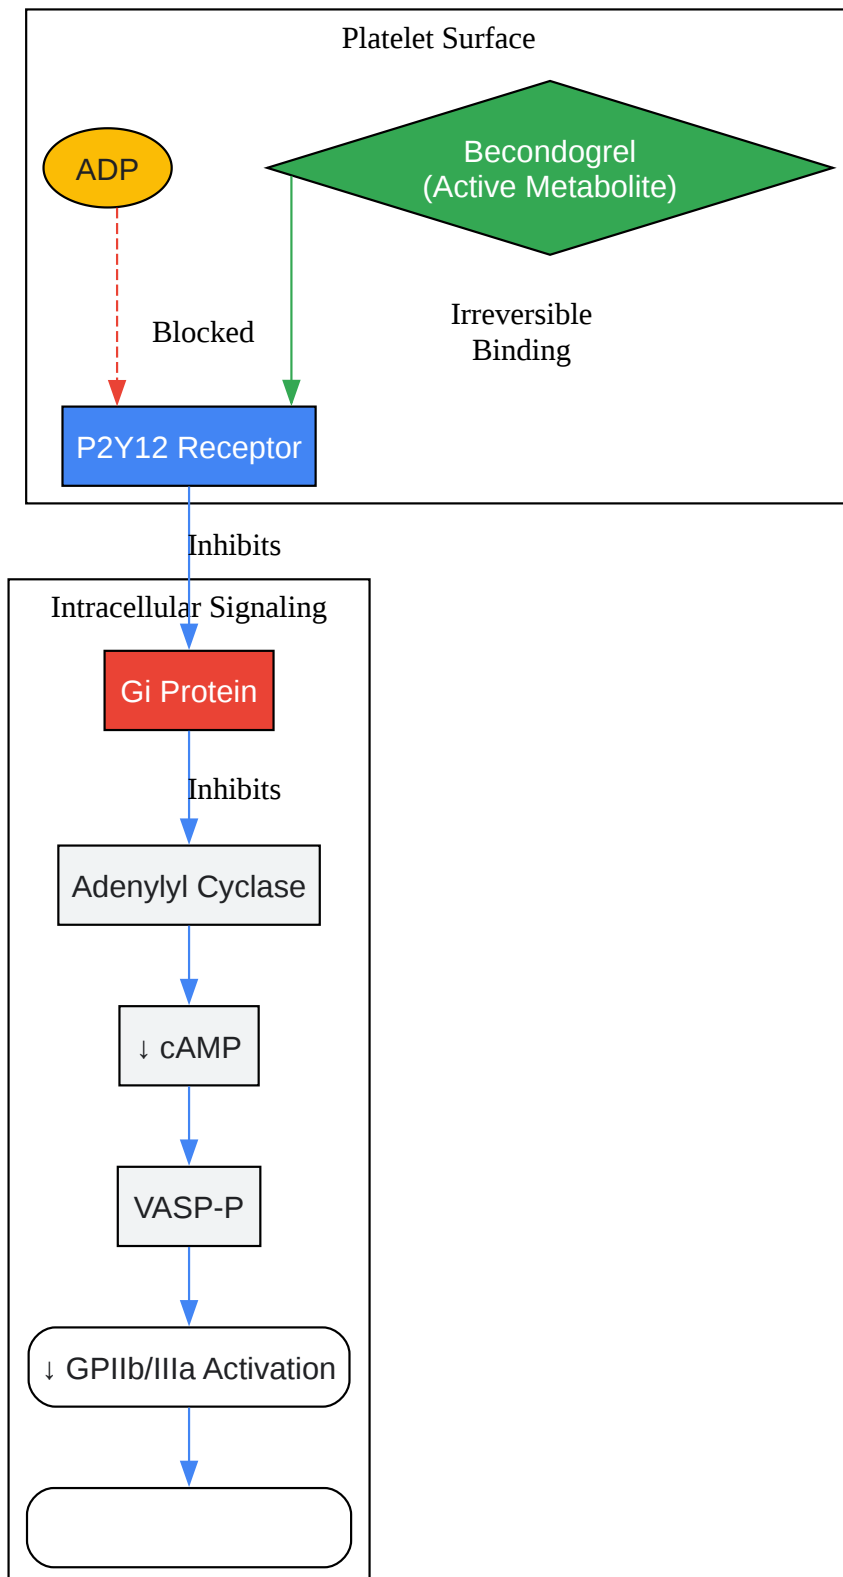 Platelet Surface
ADP
Becondogrel
(Active Metabolite)
Blocked
Irreversible
Binding
P2Y12 Receptor
Inhibits
Intracellular Signaling
Gi Protein
Inhibits
Adenylyl Cyclase
↓ cAMP
VASP-P
↓ GPIIb/IIIa Activation